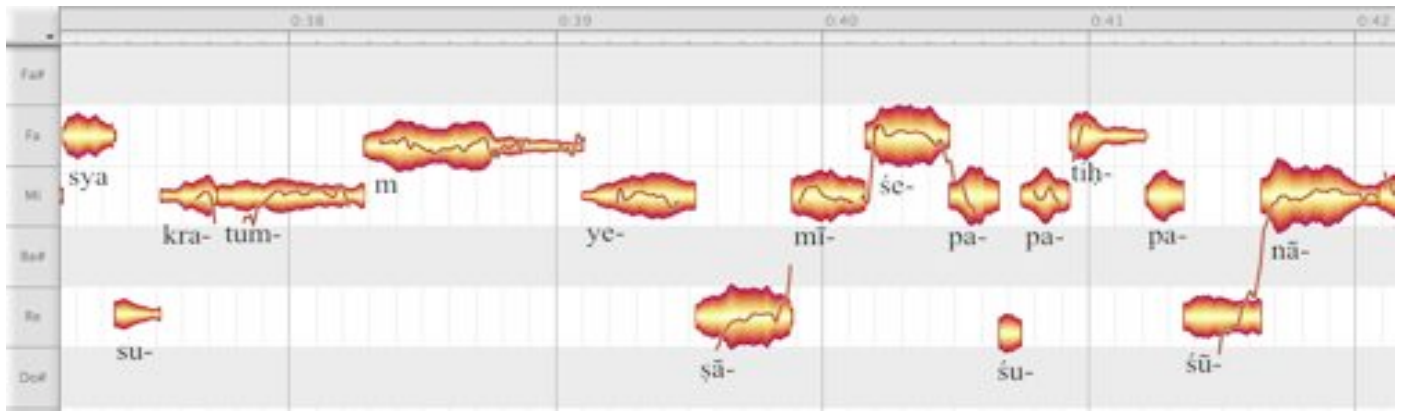 0:38 0:39 0:40 0:41 0:42
Fa#
Fa
sya m śe- tiḥ-
Mi
kra- tum- ye- mī- pa- pa- pa- nā-
Re#
Re
su- ṣā- śu- śū-
Do#